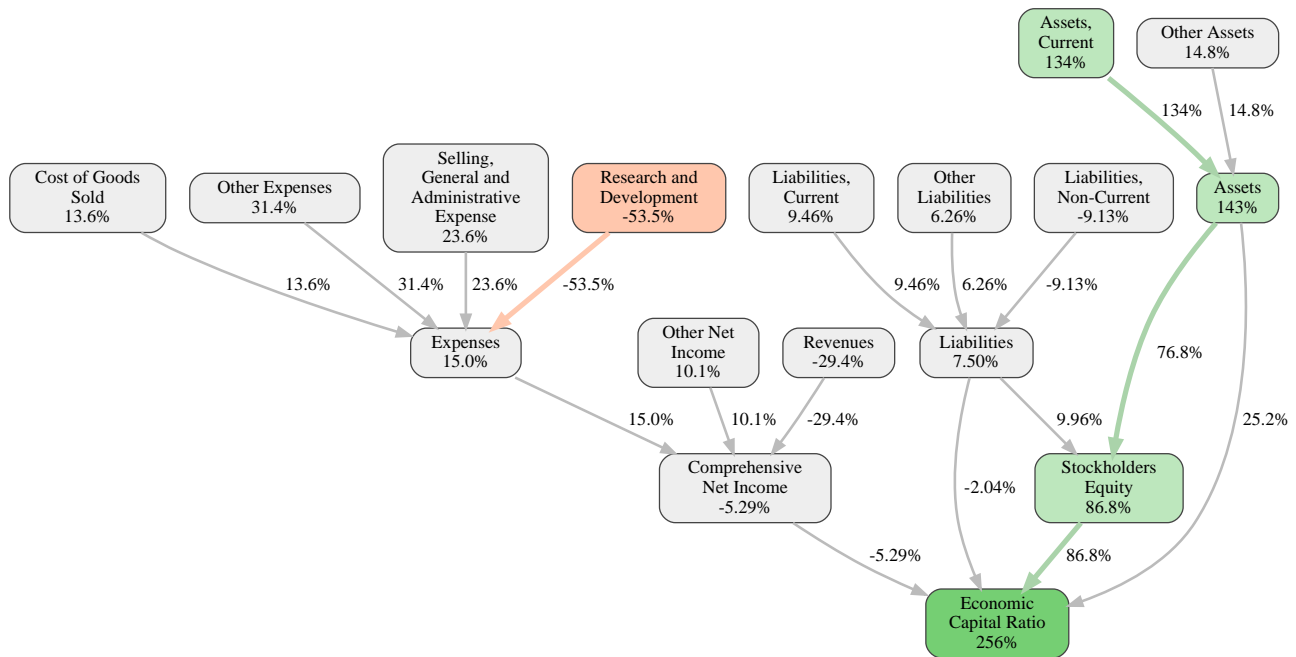 Assets,
Current
134%
Other Assets
14.8%
134%
14.8%
Cost of Goods
Sold
13.6%
Other Expenses
31.4%
Selling,
General and
Administrative
Expense
23.6%
Research and
Development
-53.5%
Liabilities,
Current
9.46%
Other
Liabilities
6.26%
Liabilities,
Non-Current
-9.13%
Assets
143%
13.6%
31.4%
23.6%
-53.5%
9.46%
6.26%
-9.13%
Expenses
15.0%
Other Net
Income
10.1%
Revenues
-29.4%
Liabilities
7.50%
76.8%
15.0%
10.1%
-29.4%
9.96%
25.2%
Comprehensive
Net Income
-5.29%
-2.04%
Stockholders
Equity
86.8%
-5.29%
86.8%
Economic
Capital Ratio
256%